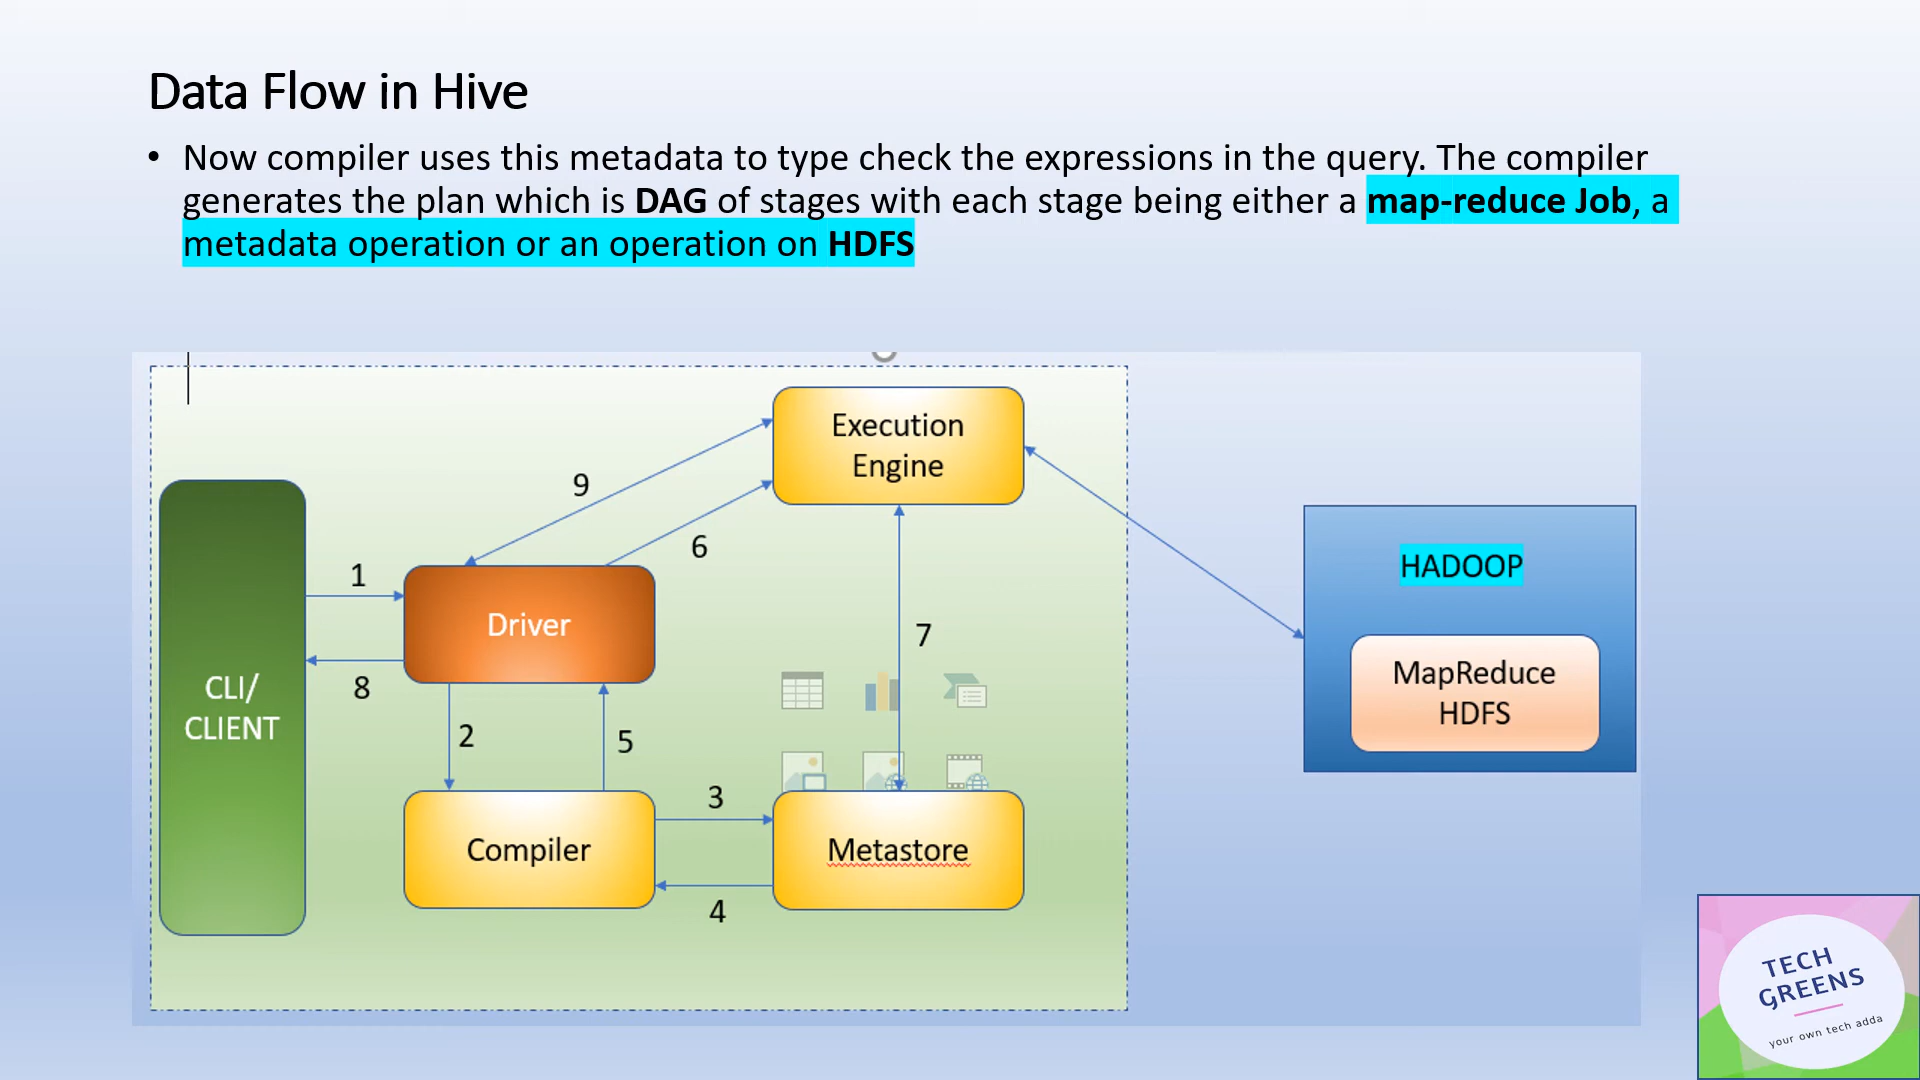 Data Flow in Hive
• Now compiler uses this metadata to type check the expressions in the query. The compiler
generates the plan which is DAG of stages with each stage being either a map-reduce Job, a
metadata operation or an operation on HDFS
Execution
Engine
9
6
HADOOP
1
Driver
7
MapReduce
HDFS
CLI/
CLIENT
8
2
5
3
Compiler
Metastore
4
TECH
GREENS
your own tech adda